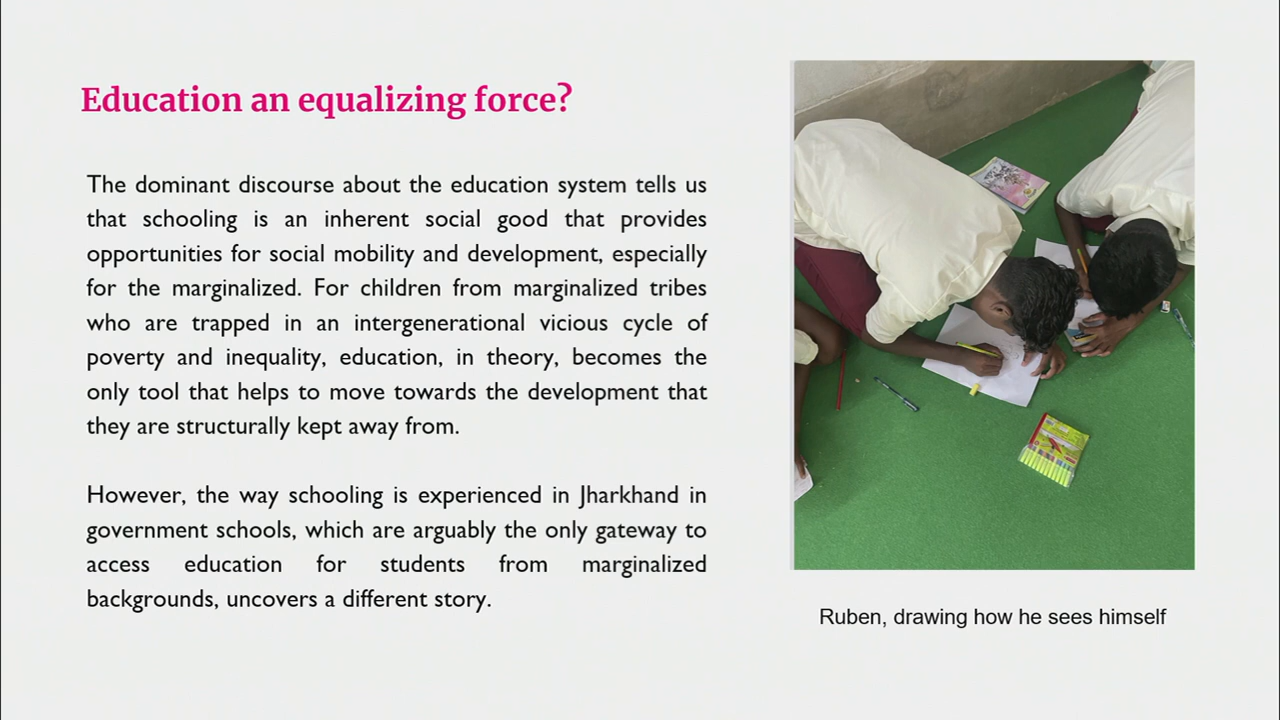 Education an equalizing force?
The dominant discourse about the education system tells us
that schooling is an inherent social good that provides
opportunities for social mobility and development, especially
for the marginalized. For children from marginalized tribes
who are trapped in an intergenerational vicious cycle of
poverty and inequality, education, in theory, becomes the
only tool that helps to move towards the development that
they are structurally kept away from.
However, the way schooling is experienced in Jharkhand in
government schools, which are arguably the only gateway to
access education for students from marginalized
backgrounds, uncovers a different story.
Ruben, drawing how he sees himself